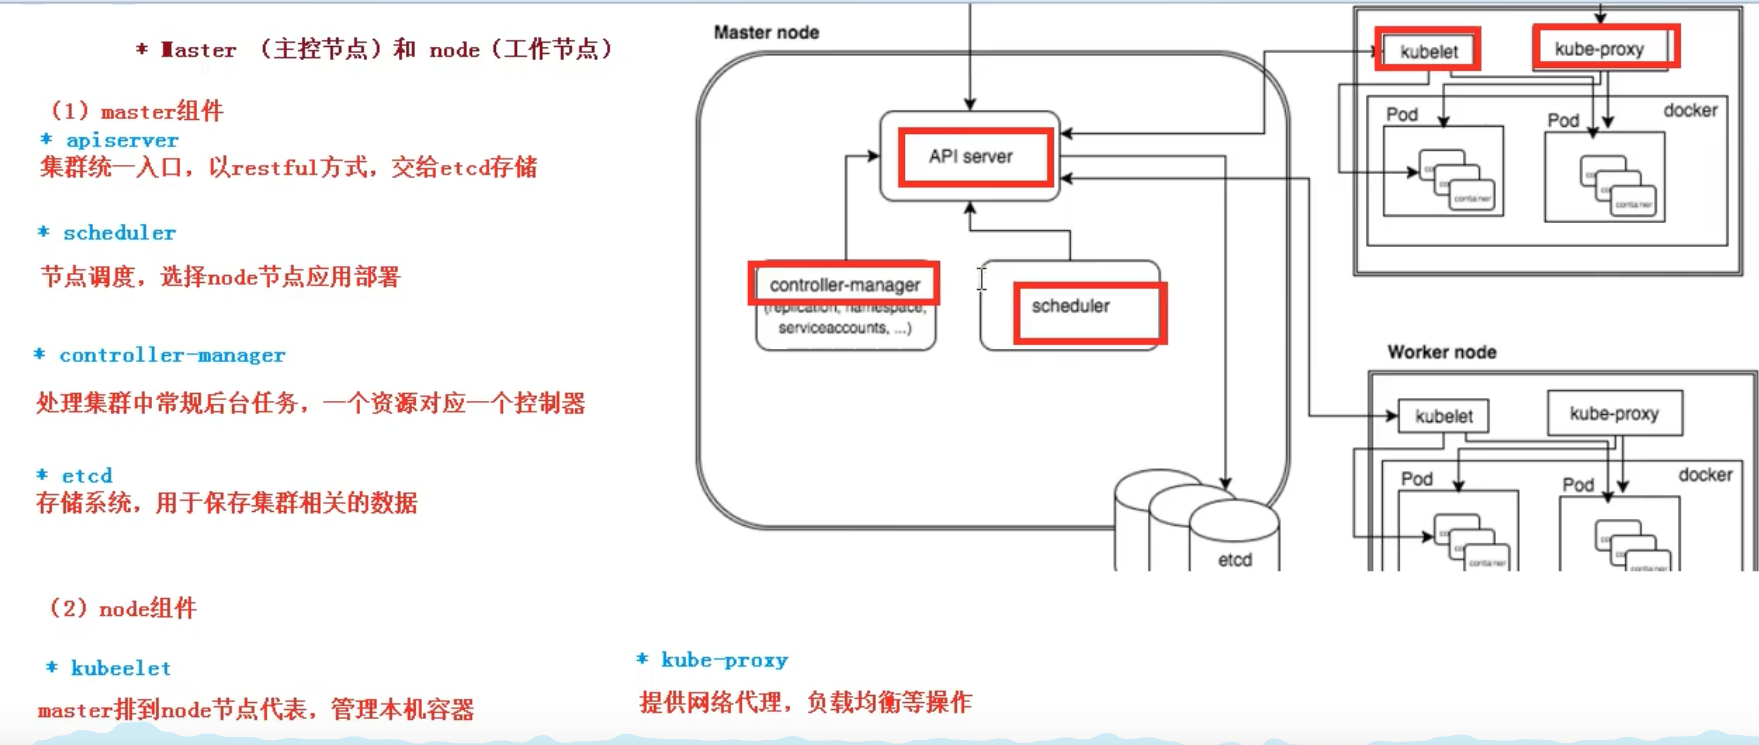 * Master （主控节点）和 node（工作节点）
（1）master组件
* apiserver
集群统一入口，以restful方式，交给etcd存储
* scheduler
节点调度，选择node节点应用部署
* controller-manager
处理集群中常规后台任务，一个资源对应一个控制器
* etcd
存储系统，用于保存集群相关的数据
（2）node组件
* kubeelet
master排到node节点代表，管理本机容器
* kube-proxy
提供网络代理，负载均衡等操作
Master node
API server
controller-manager
(replication, namespace,
serviceaccounts, ...)
scheduler
etcd
kubelet
kube-proxy
docker
Pod
container
Pod
container
Worker node
kubelet
kube-proxy
docker
Pod
container
Pod
container